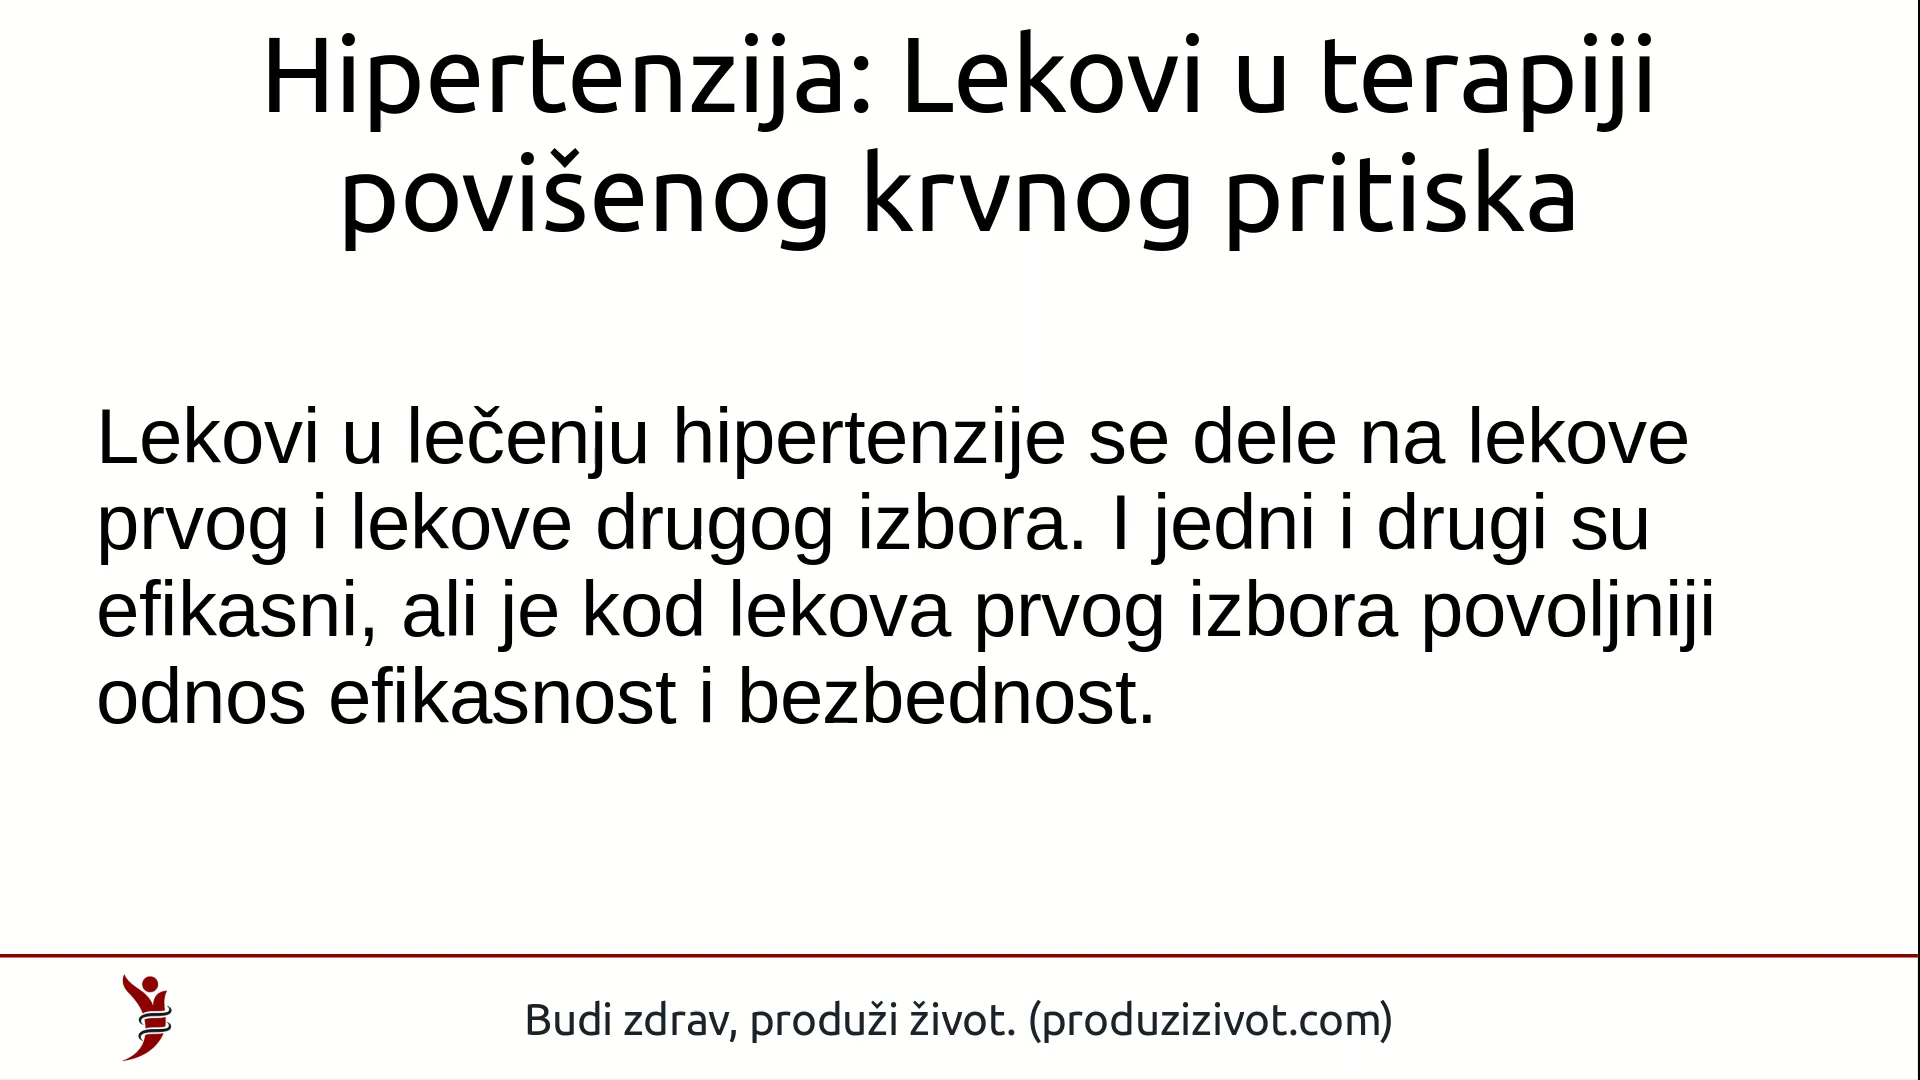 Hipertenzija: Lekovi u terapiji
povišenog krvnog pritiska
Lekovi u lečenju hipertenzije se dele na lekove
prvog i lekove drugog izbora. I jedni i drugi su
efikasni, ali je kod lekova prvog izbora povoljniji
odnos efikasnost i bezbednost.
Budi zdrav, produži život. (produzizivot.com)